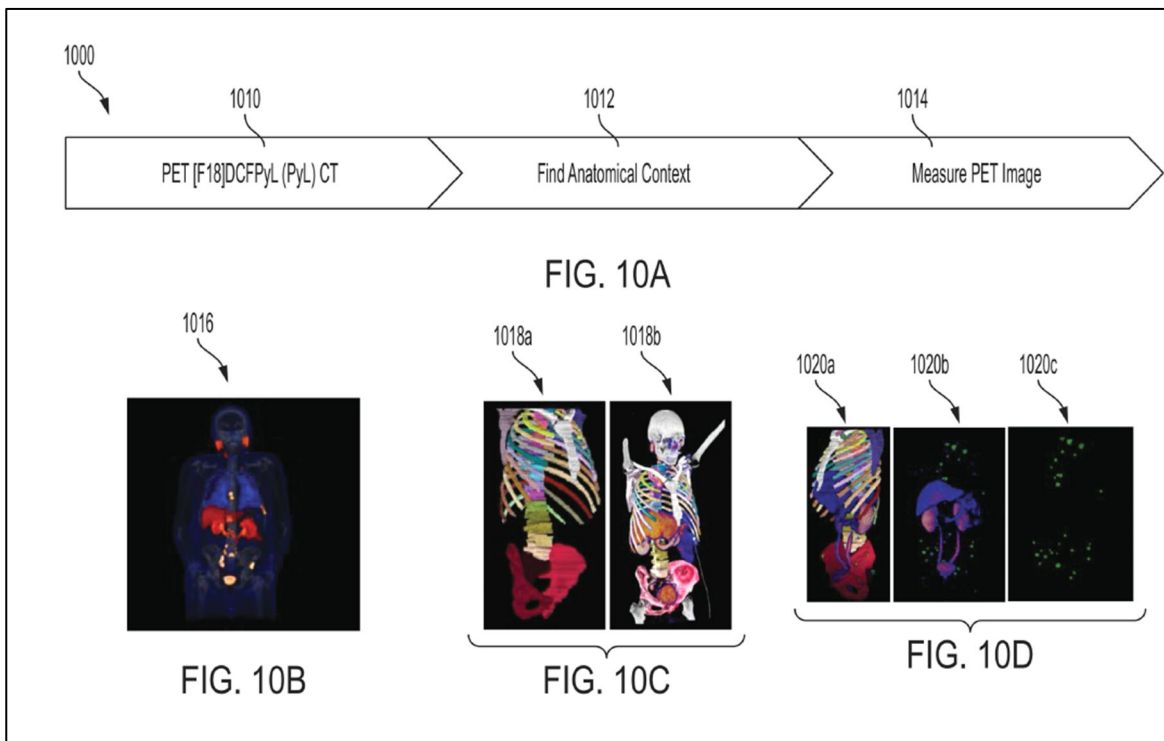 1000
1010
1012
1014
PET [F18]DCFPyL (PyL) CT
Find Anatomical Context
Measure PET Image
FIG. 10A
1016
1018a
1018b
1020a
1020b
1020c
FIG. 10B
FIG. 10C
FIG. 10D